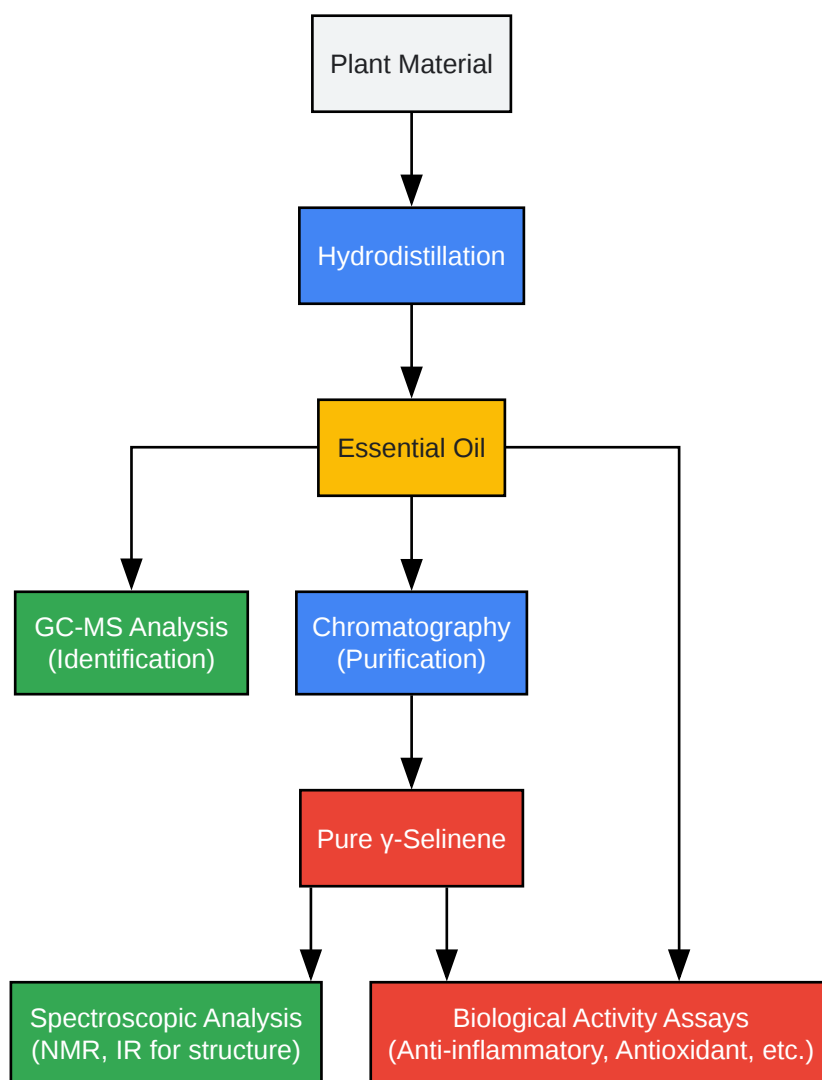 Plant Material
Hydrodistillation
Essential Oil
GC-MS Analysis
(Identification)
Chromatography
(Purification)
Pure γ-Selinene
Spectroscopic Analysis
(NMR, IR for structure)
Biological Activity Assays
(Anti-inflammatory, Antioxidant, etc.)